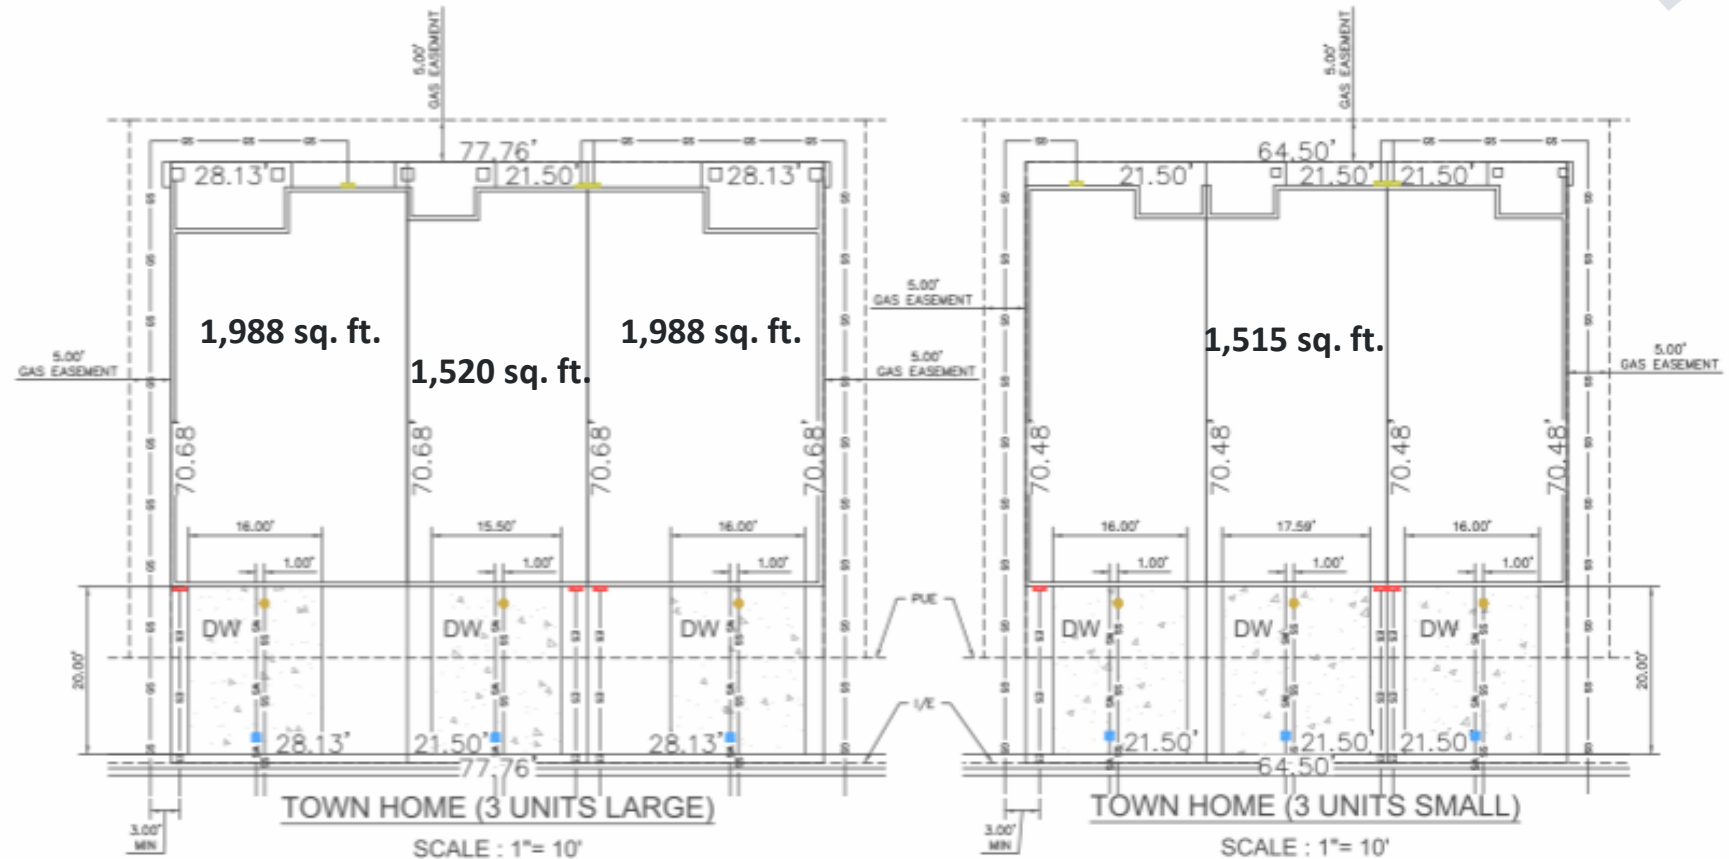 5.00'
GAS EASEMENT
77.76'
28.13'
21.50'
28.13'
1,988 sq. ft.
1,520 sq. ft.
1,988 sq. ft.
5.00'
GAS EASEMENT
5.00'
GAS EASEMENT
70.68'
70.68'
70.68'
70.68'
16.00'
15.50'
16.00'
1.00'
1.00'
1.00'
DW
DW
DW
20.00'
28.13'
21.50'
28.13'
77.76'
3.00'
MIN
TOWN HOME (3 UNITS LARGE)
SCALE : 1"= 10'
PUE
I/E
5.00'
GAS EASEMENT
64.50'
21.50'
21.50'
21.50'
5.00'
GAS EASEMENT
1,515 sq. ft.
5.00'
GAS EASEMENT
70.48'
70.48'
70.48'
70.48'
16.00'
17.59'
16.00'
1.00'
1.00'
1.00'
DW
DW
DW
20.00'
21.50'
21.50'
21.50'
64.50'
3.00'
MIN
TOWN HOME (3 UNITS SMALL)
SCALE : 1"= 10'